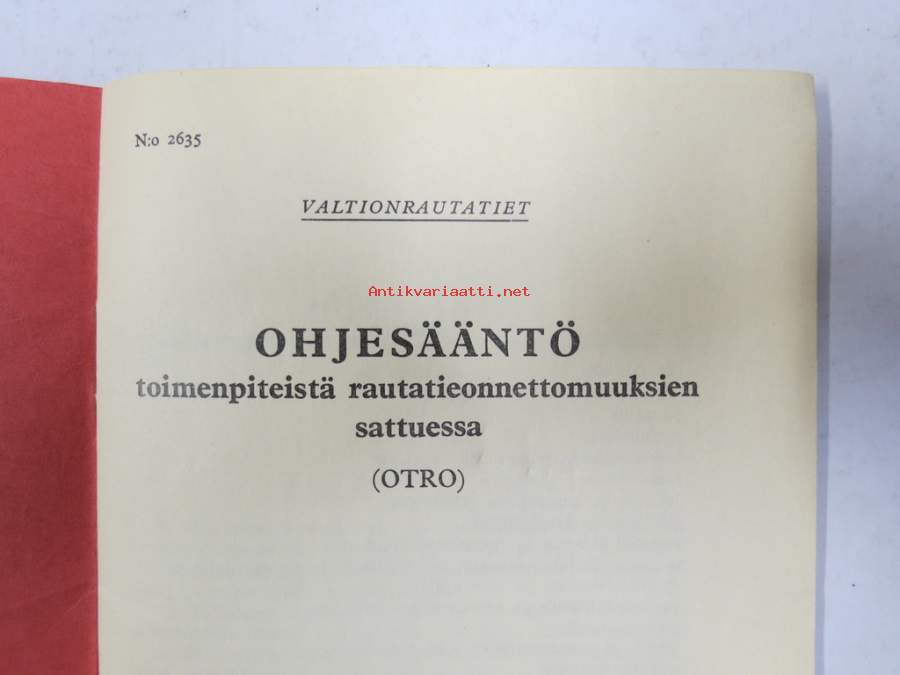 N:o 2635
VALTIONRAUTATIET
Antikvariaatti.net
OHJESÄÄNTÖ
toimenpiteistä rautatieonnettomuuksien
sattuessa
(OTRO)